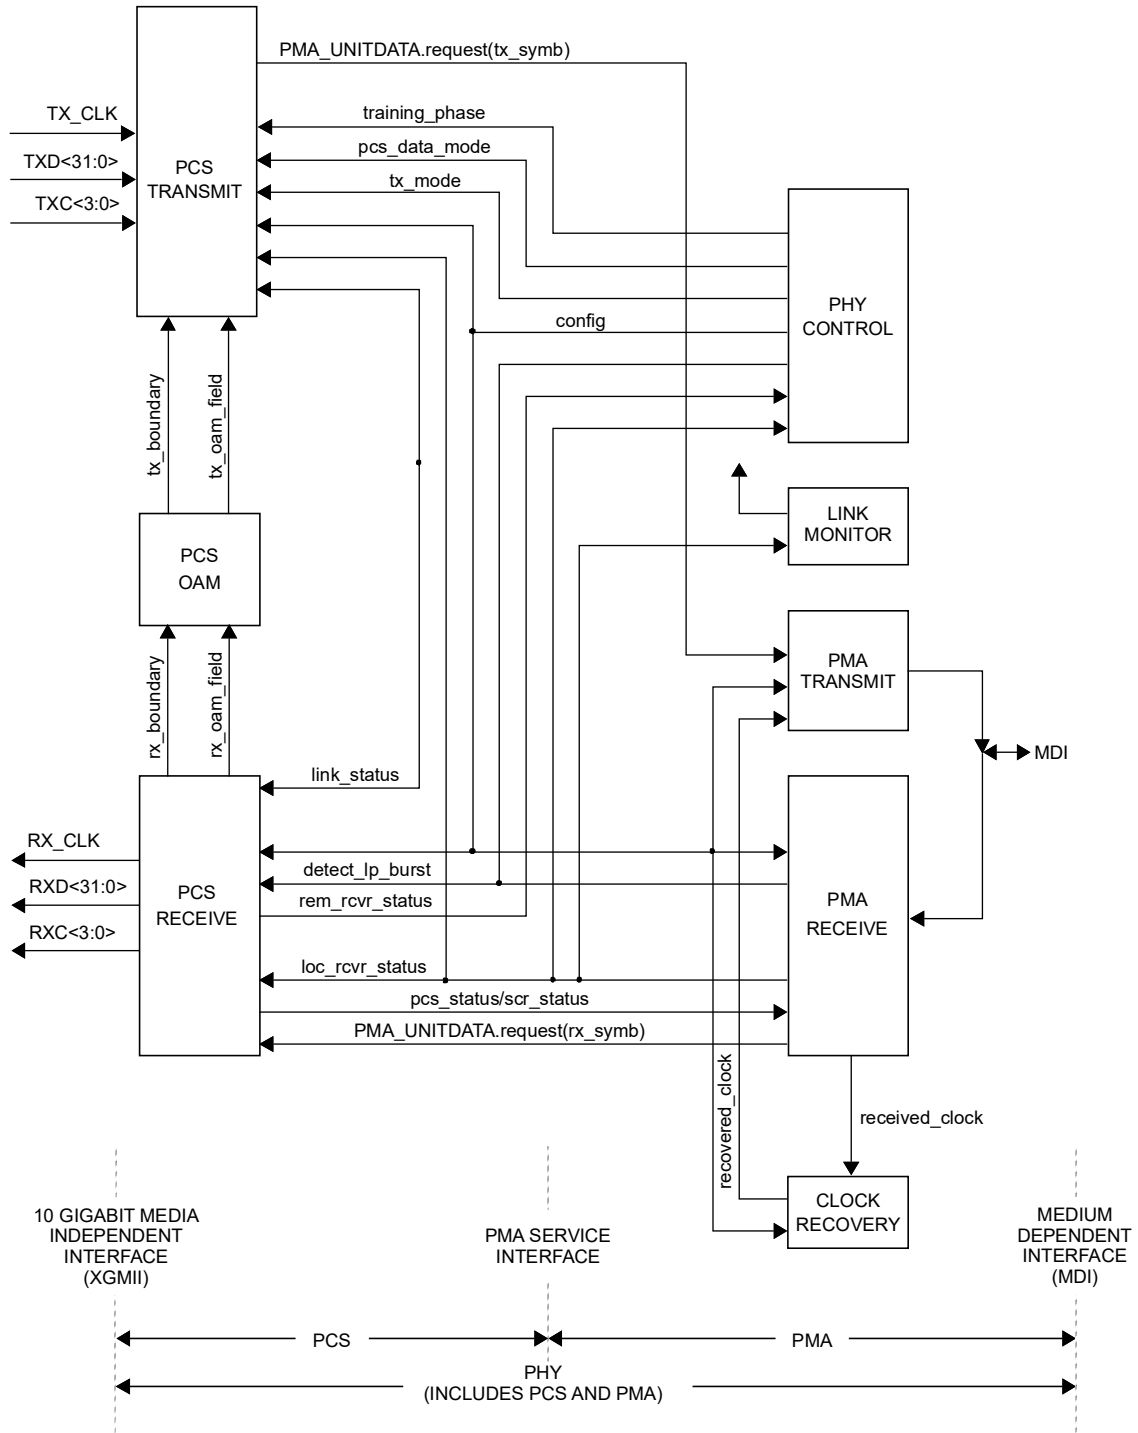 PMA_UNITDATA.request(tx_symb)
TX_CLK
TXD<31:0>
TXC<3:0>
PCS
TRANSMIT
training_phase
pcs_data_mode
tx_mode
config
PHY
CONTROL
tx_boundary
tx_oam_field
LINK
MONITOR
PCS
OAM
PMA
TRANSMIT
rx_boundary
rx_oam_field
link_status
MDI
RX_CLK
RXD<31:0>
RXC<3:0>
PCS
RECEIVE
detect_lp_burst
rem_rcvr_status
loc_rcvr_status
pcs_status/scr_status
PMA_UNITDATA.request(rx_symb)
PMA
RECEIVE
recovered_clock
received_clock
CLOCK
RECOVERY
10 GIGABIT MEDIA
INDEPENDENT
INTERFACE
(XGMII)
PMA SERVICE
INTERFACE
MEDIUM
DEPENDENT
INTERFACE
(MDI)
PCS
PMA
PHY
(INCLUDES PCS AND PMA)